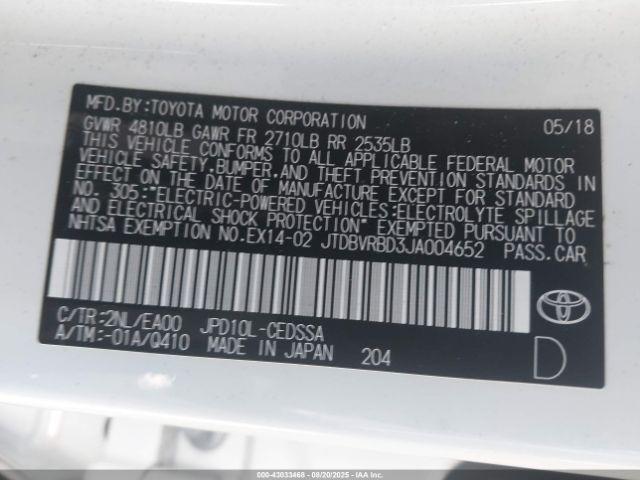 MFD.BY:TOYOTA MOTOR CORPORATION 05/18
GVWR 4810LB GAWR FR 2710LB RR 2535LB
THIS VEHICLE CONFORMS TO ALL APPLICABLE FEDERAL MOTOR
VEHICLE SAFETY,BUMPER,AND THEFT PREVENTION STANDARDS IN
EFFECT ON THE DATE OF MANUFACTURE EXCEPT FOR STANDARD
NO. 305:"ELECTRIC-POWERED VEHICLES:ELECTROLYTE SPILLAGE
AND ELECTRICAL SHOCK PROTECTION" EXEMPTED PURSUANT TO
NHTSA EXEMPTION NO.EX14-02 JTDBVRBD3JA004652 PASS.CAR
C/TR:2NL/EA00 JPD10L-CEDSSA
A/TM:-01A/Q410 MADE IN JAPAN 204
TOYOTA
D
000-43033468 - 08/20/2025 - IAAI.COM